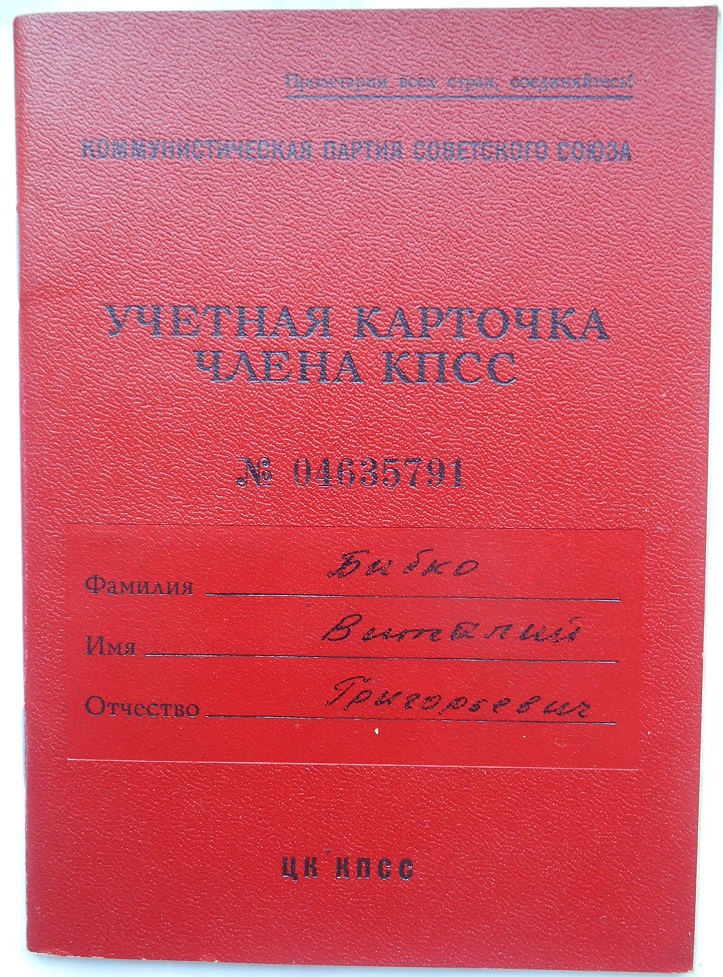 Пролетарии всех стран, соединяйтесь!
КОММУНИСТИЧЕСКАЯ ПАРТИЯ СОВЕТСКОГО СОЮЗА
УЧЕТНАЯ КАРТОЧКА
ЧЛЕНА КПСС
№ 04635791
Фамилия Бибко
Имя Виталий
Отчество Григорьевич
ЦК КПСС